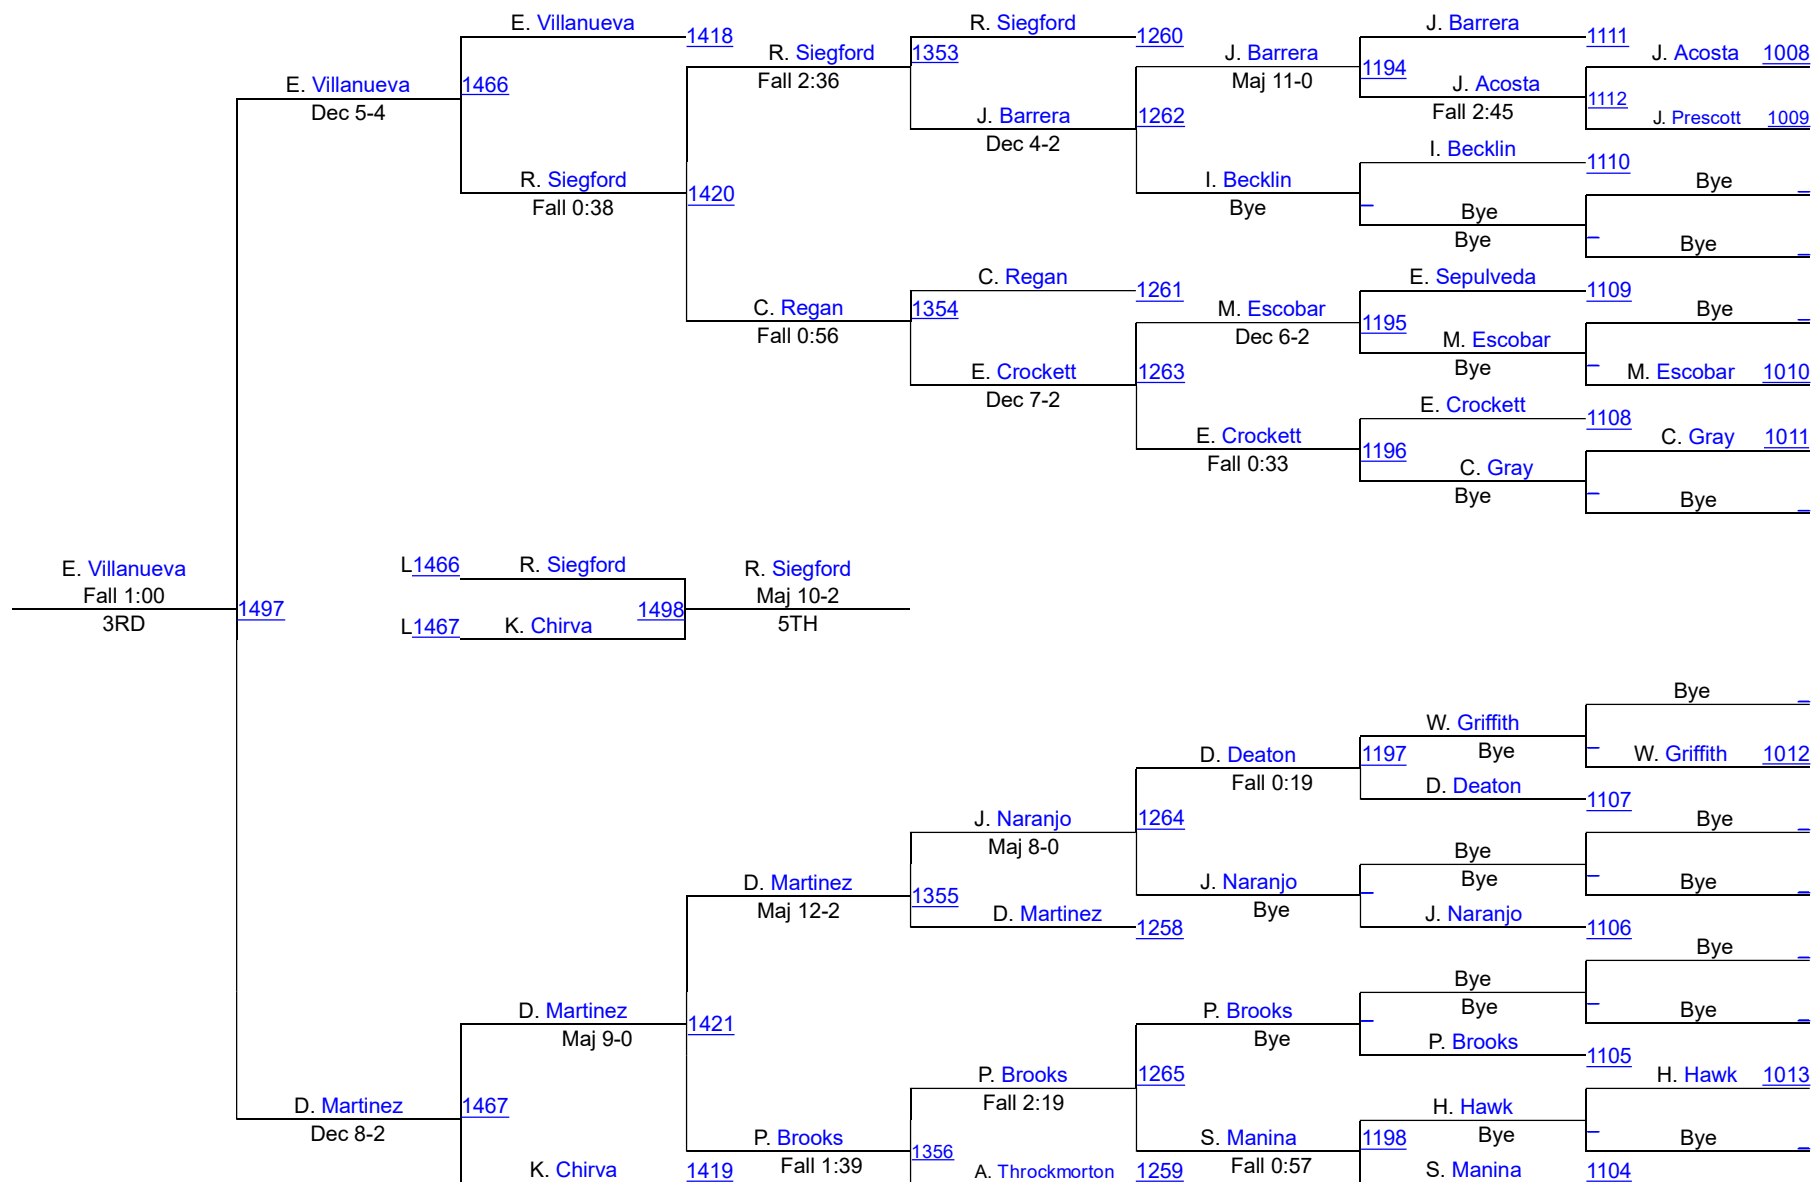 E. Villanueva 1418
R. Siegford 1260
J. Barrera 1111
R. Siegford 1353
J. Barrera
J. Acosta 1008
Fall 2:36
Maj 11-0
1194
E. Villanueva 1466
J. Acosta
1112
Dec 5-4
Fall 2:45
J. Barrera 1262
J. Prescott 1009
Dec 4-2
I. Becklin 1110
R. Siegford
I. Becklin
Bye
Fall 0:38
1420
Bye
Bye
Bye
Bye
C. Regan 1261
E. Sepulveda 1109
C. Regan 1354
M. Escobar
Bye
Fall 0:56
Dec 6-2
1195
M. Escobar
Bye
E. Crockett 1263
M. Escobar 1010
Dec 7-2
E. Crockett 1108
E. Crockett
C. Gray 1011
Fall 0:33
1196
C. Gray
Bye
Bye
E. Villanueva
L1466 R. Siegford
R. Siegford
Fall 1:00
1497
1498
Maj 10-2
3RD
L1467 K. Chirva
5TH
Bye
W. Griffith
D. Deaton
1197
Bye
W. Griffith 1012
Fall 0:19
D. Deaton 1107
J. Naranjo 1264
Bye
Maj 8-0
Bye
D. Martinez
J. Naranjo
Bye
Bye
Maj 12-2
1355
Bye
D. Martinez 1258
J. Naranjo 1106
Bye
Bye
D. Martinez
P. Brooks
Bye
Bye
Maj 9-0
1421
Bye
P. Brooks 1105
P. Brooks 1265
H. Hawk 1013
Fall 2:19
D. Martinez 1467
H. Hawk
Dec 8-2
P. Brooks
S. Manina
1198
Bye
Bye
Fall 1:39
1356
Fall 0:57
K. Chirva 1419
A. Throckmorton 1259
S. Manina 1104